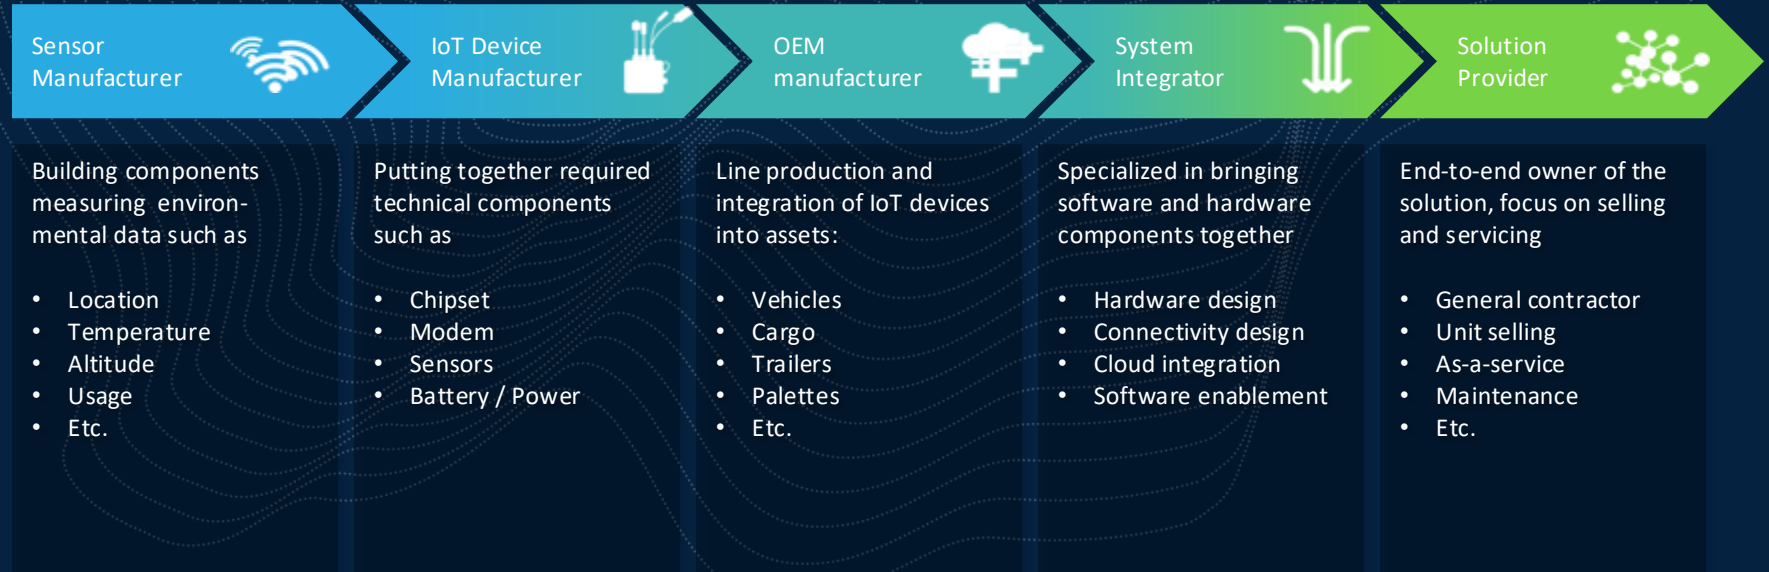 Sensor
Manufacturer
IoT Device
Manufacturer
OEM
manufacturer
System
Integrator
Solution
Provider
Building components
measuring environ-
mental data such as
• Location
• Temperature
• Altitude
• Usage
• Etc.
Putting together required
technical components
such as
• Chipset
• Modem
• Sensors
• Battery / Power
Line production and
integration of IoT devices
into assets:
• Vehicles
• Cargo
• Trailers
• Palettes
• Etc.
Specialized in bringing
software and hardware
components together
• Hardware design
• Connectivity design
• Cloud integration
• Software enablement
End-to-end owner of the
solution, focus on selling
and servicing
• General contractor
• Unit selling
• As-a-service
• Maintenance
• Etc.